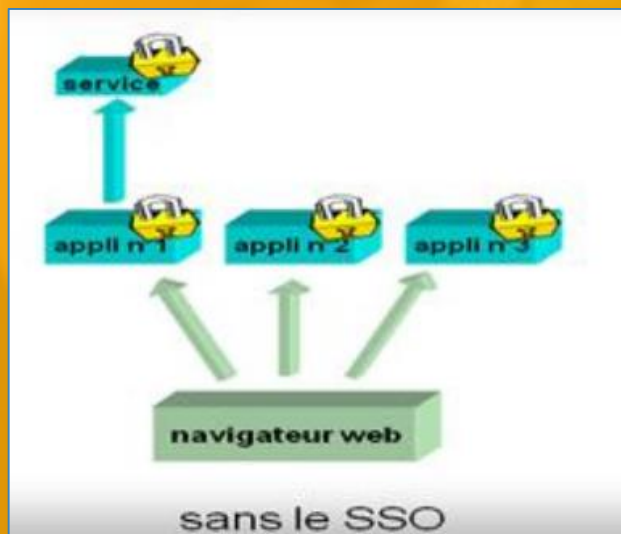 service
appli n°1 appli n°2 appli n°3
navigateur web
sans le SSO